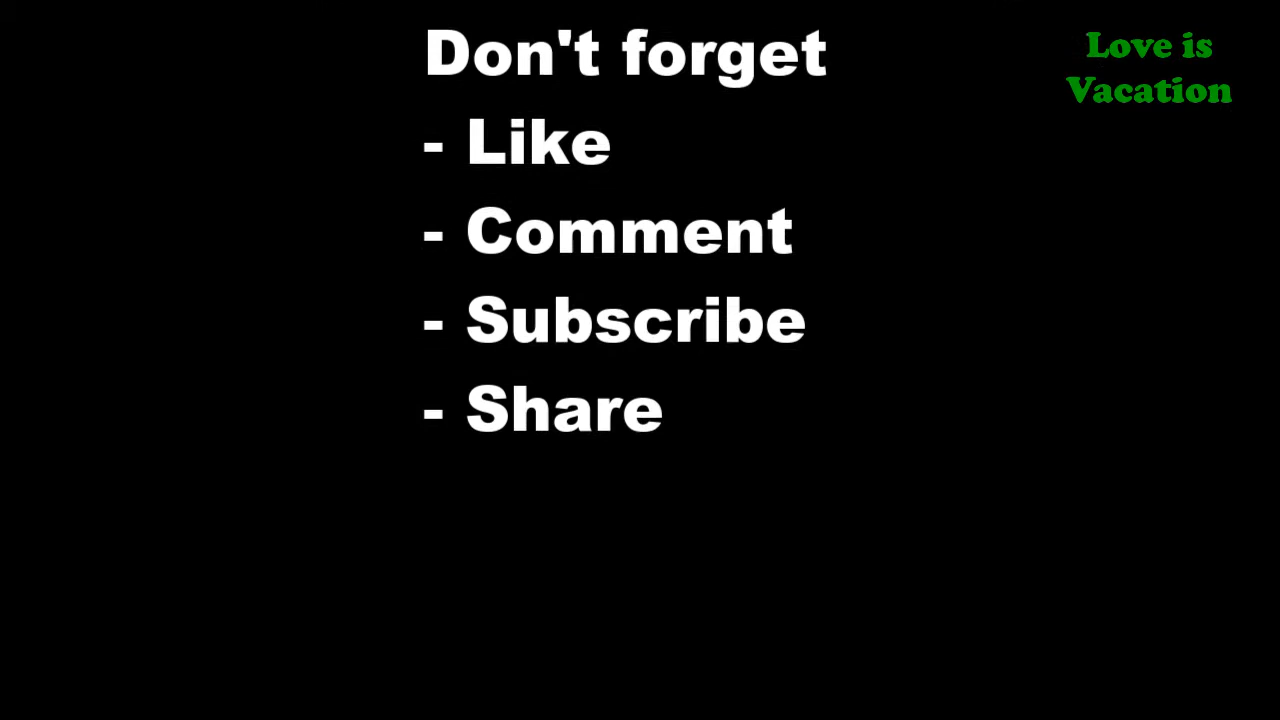 Don't forget
- Like
- Comment
- Subscribe
- Share
Love is
Vacation